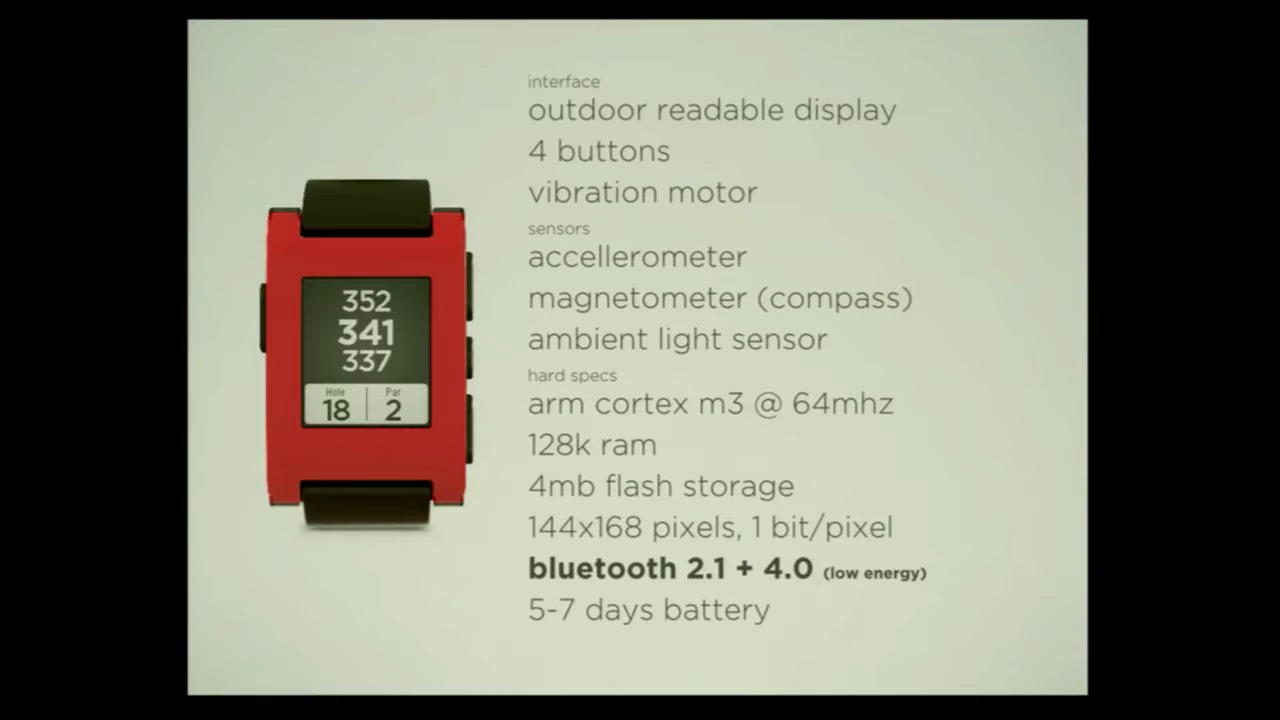 352
341
337
Hole Par
18 2
interface
outdoor readable display
4 buttons
vibration motor
sensors
accellerometer
magnetometer (compass)
ambient light sensor
hard specs
arm cortex m3 @ 64mhz
128k ram
4mb flash storage
144x168 pixels, 1 bit/pixel
bluetooth 2.1 + 4.0 (low energy)
5-7 days battery